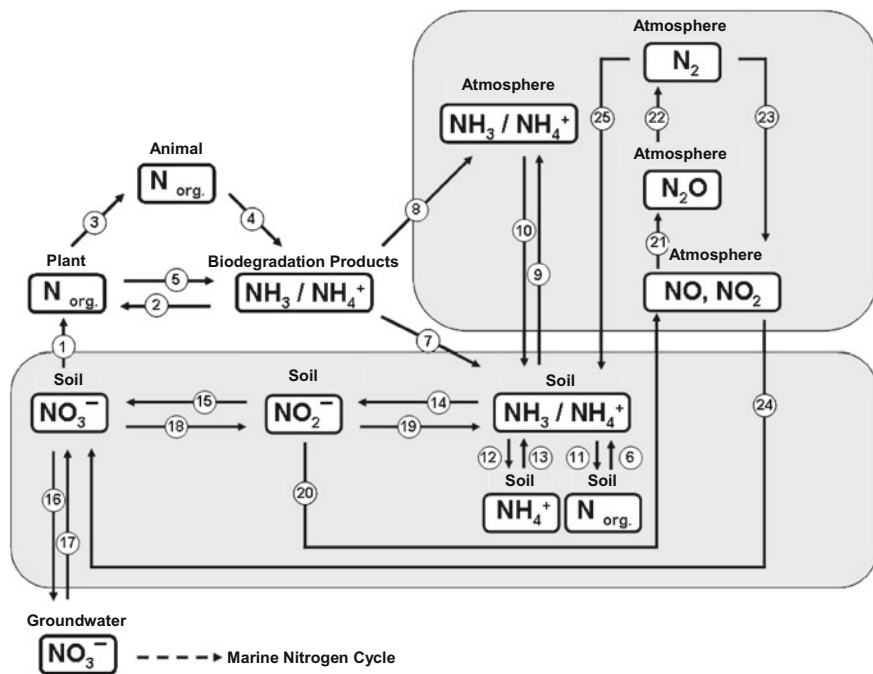 Atmosphere
N₂
25
22
23
Atmosphere
NH₃ / NH₄⁺
Atmosphere
N₂O
Animal
N org.
3
4
8
10
9
21
Plant
N org.
5
2
Biodegradation Products
NH₃ / NH₄⁺
Atmosphere
NO, NO₂
1
7
Soil
NO₃⁻
15
18
Soil
NO₂⁻
14
19
Soil
NH₃ / NH₄⁺
24
12
13
11
6
16
17
20
Soil
NH₄⁺
Soil
N org.
Groundwater
NO₃⁻
Marine Nitrogen Cycle